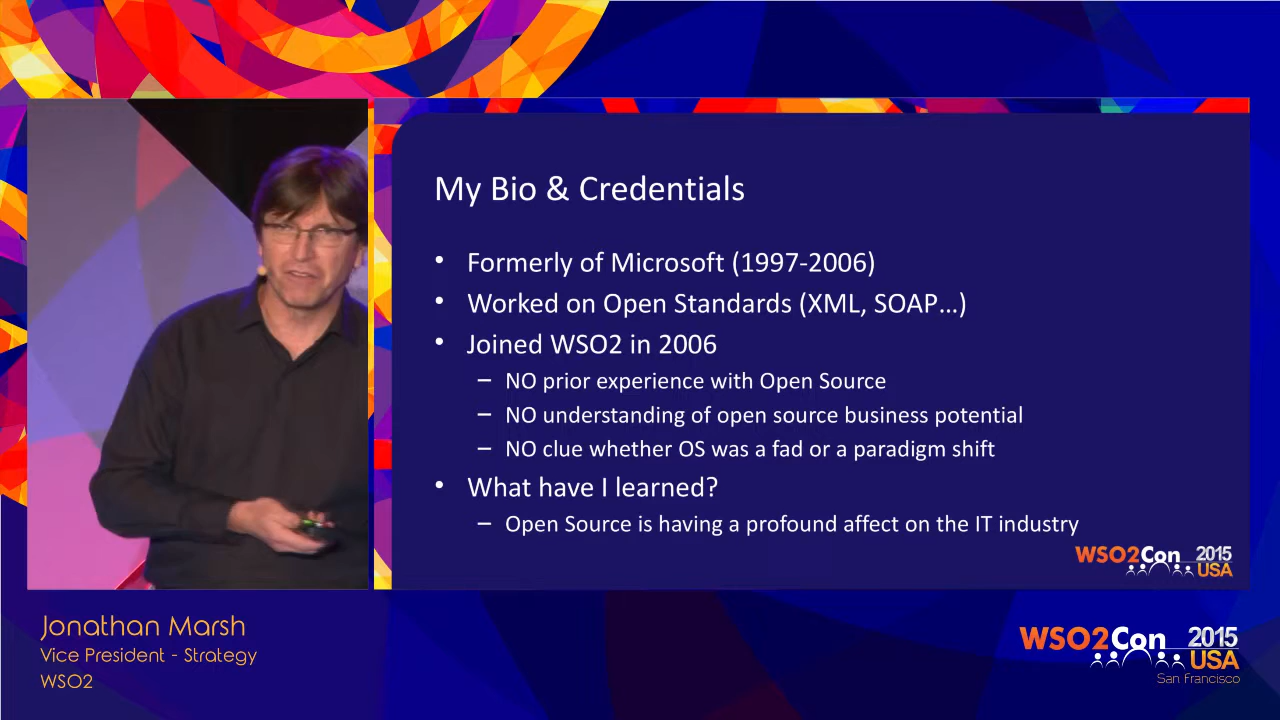 My Bio & Credentials
• Formerly of Microsoft (1997-2006)
• Worked on Open Standards (XML, SOAP...)
• Joined WSO2 in 2006
– NO prior experience with Open Source
– NO understanding of open source business potential
– NO clue whether OS was a fad or a paradigm shift
• What have I learned?
– Open Source is having a profound affect on the IT industry
WSO2Con 2015
USA
Jonathan Marsh
Vice President - Strategy
WSO2
WSO2Con 2015
USA
San Francisco